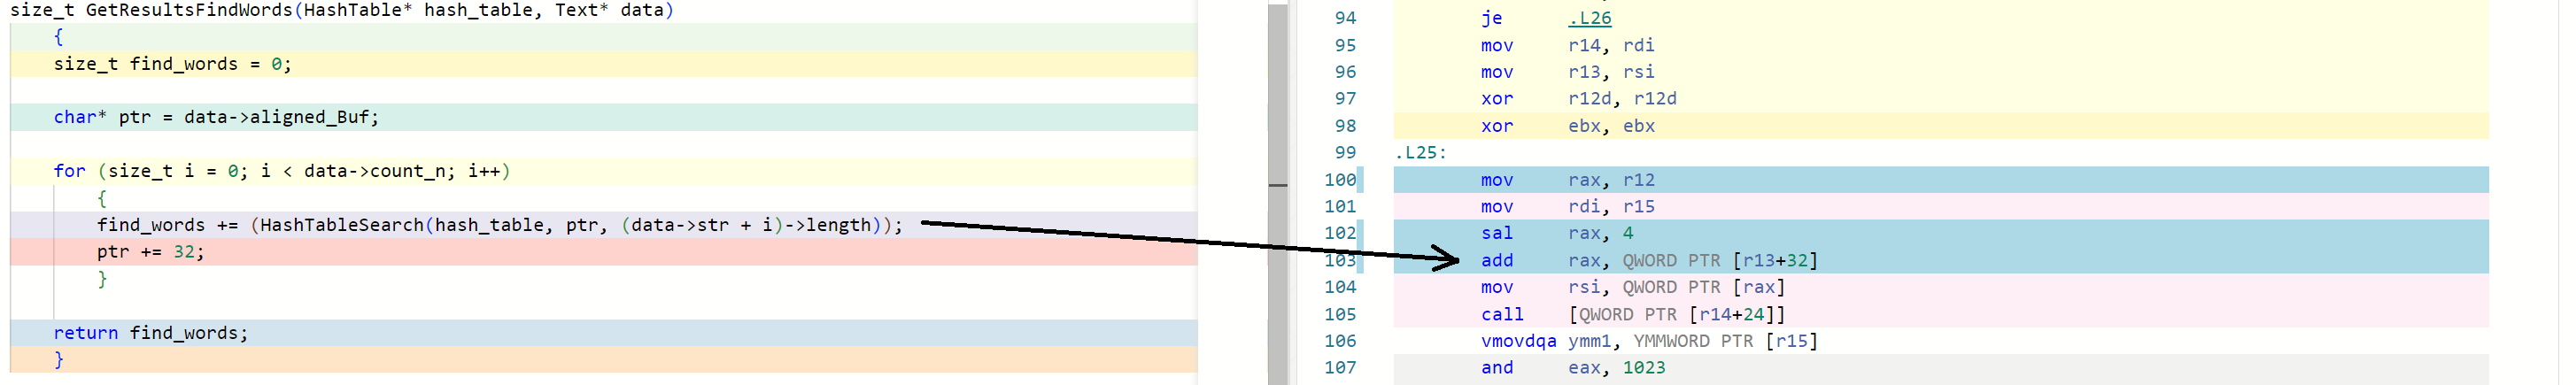 size_t GetResultsFindWords(HashTable* hash_table, Text* data)
{
size_t find_words = 0;
char* ptr = data->aligned_Buf;
for (size_t i = 0; i < data->count_n; i++)
{
find_words += (HashTableSearch(hash_table, ptr, (data->str + i)->length));
ptr += 32;
}
return find_words;
}
94 je .L26
95 mov r14, rdi
96 mov r13, rsi
97 xor r12d, r12d
98 xor ebx, ebx
99 .L25:
100 mov rax, r12
101 mov rdi, r15
102 sal rax, 4
103 add rax, QWORD PTR [r13+32]
104 mov rsi, QWORD PTR [rax]
105 call [QWORD PTR [r14+24]]
106 vmovdqa ymm1, YMMWORD PTR [r15]
107 and eax, 1023